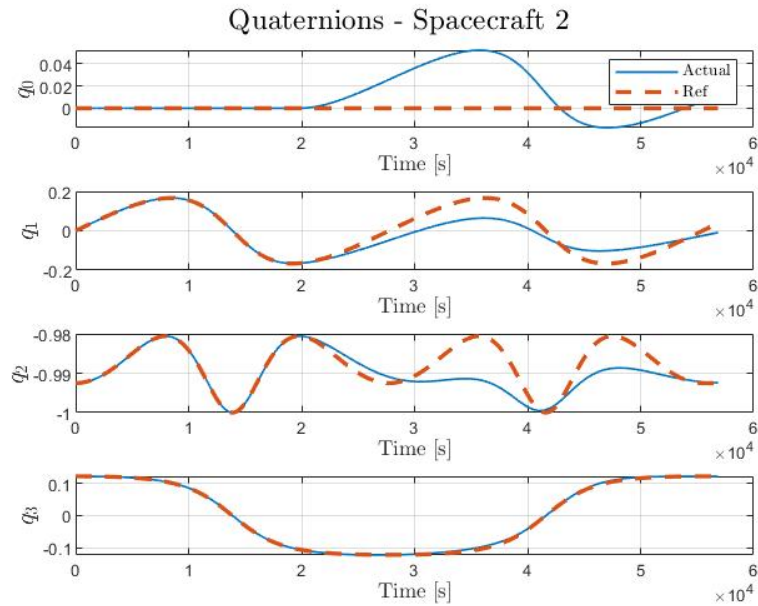 Quaternions - Spacecraft 2
0.04
0.02
0
q0
Actual
Ref
0 1 2 3 4 5 6
Time [s]
×10^4
0.2
0
-0.2
q1
0 1 2 3 4 5 6
Time [s]
×10^4
-0.98
-0.99
-1
q2
0 1 2 3 4 5 6
Time [s]
×10^4
0.1
0
-0.1
q3
0 1 2 3 4 5 6
Time [s]
×10^4